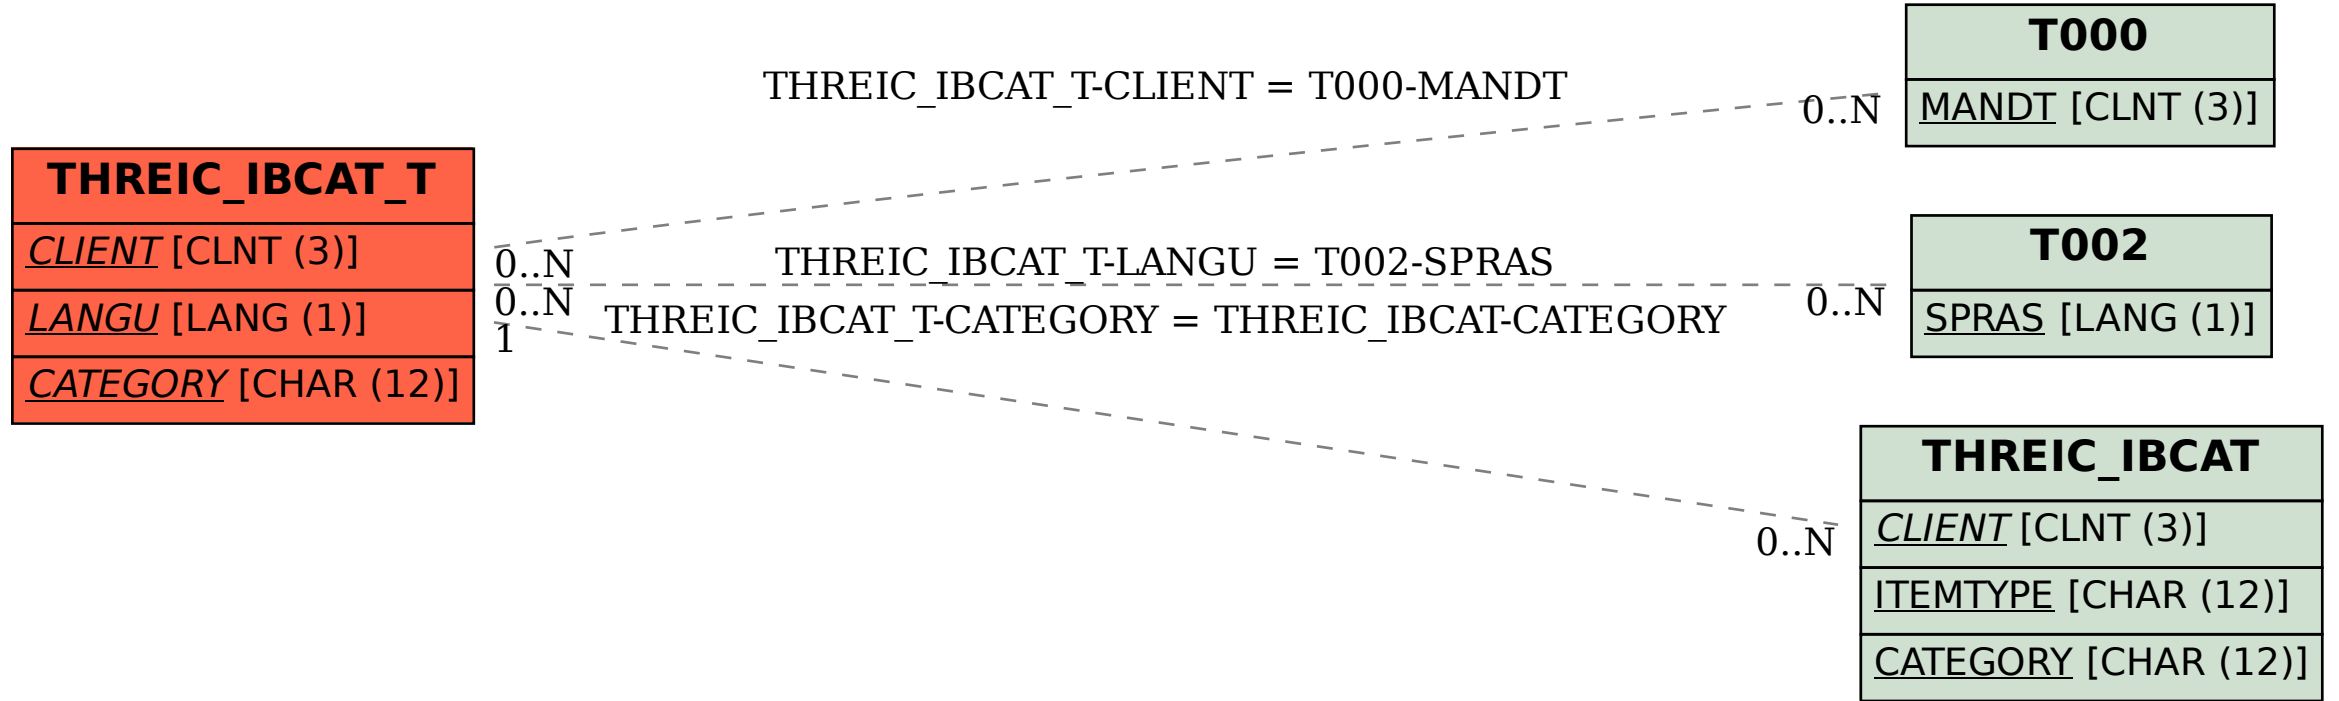 THREIC_IBCAT_T
CLIENT [CLNT (3)]
LANGU [LANG (1)]
CATEGORY [CHAR (12)]
THREIC_IBCAT_T-CLIENT = T000-MANDT
0..N
0..N
THREIC_IBCAT_T-LANGU = T002-SPRAS
0..N
0..N
THREIC_IBCAT_T-CATEGORY = THREIC_IBCAT-CATEGORY
1
0..N
T000
MANDT [CLNT (3)]
T002
SPRAS [LANG (1)]
THREIC_IBCAT
CLIENT [CLNT (3)]
ITEMTYPE [CHAR (12)]
CATEGORY [CHAR (12)]